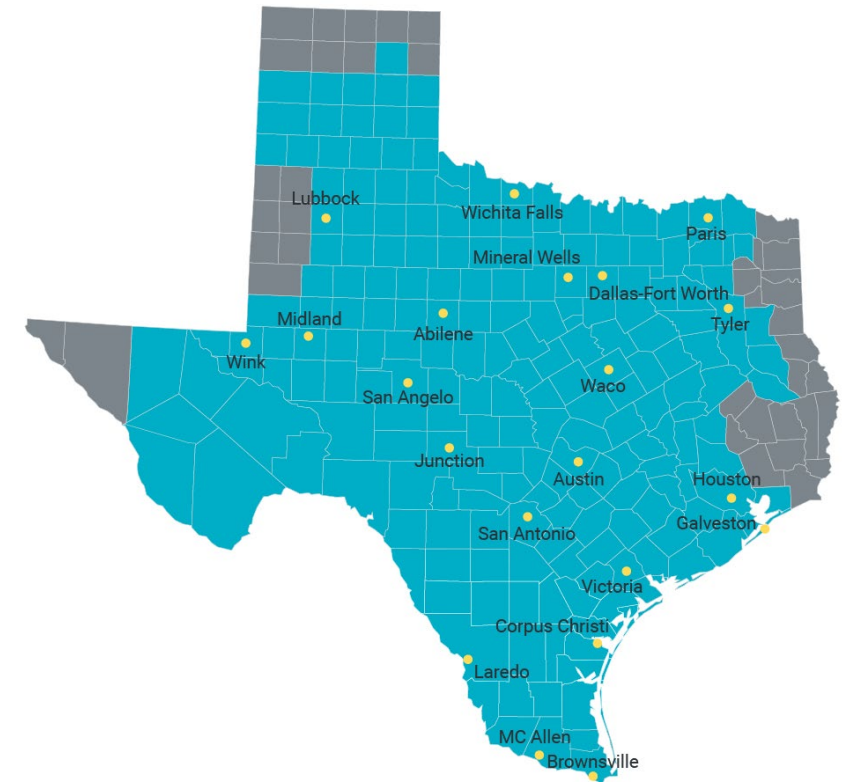 Lubbock
Wichita Falls
Paris
Mineral Wells
Dallas-Fort Worth
Tyler
Midland
Abilene
Wink
Waco
San Angelo
Junction
Austin
Houston
Galveston
San Antonio
Victoria
Corpus Christi
Laredo
MC Allen
Brownsville